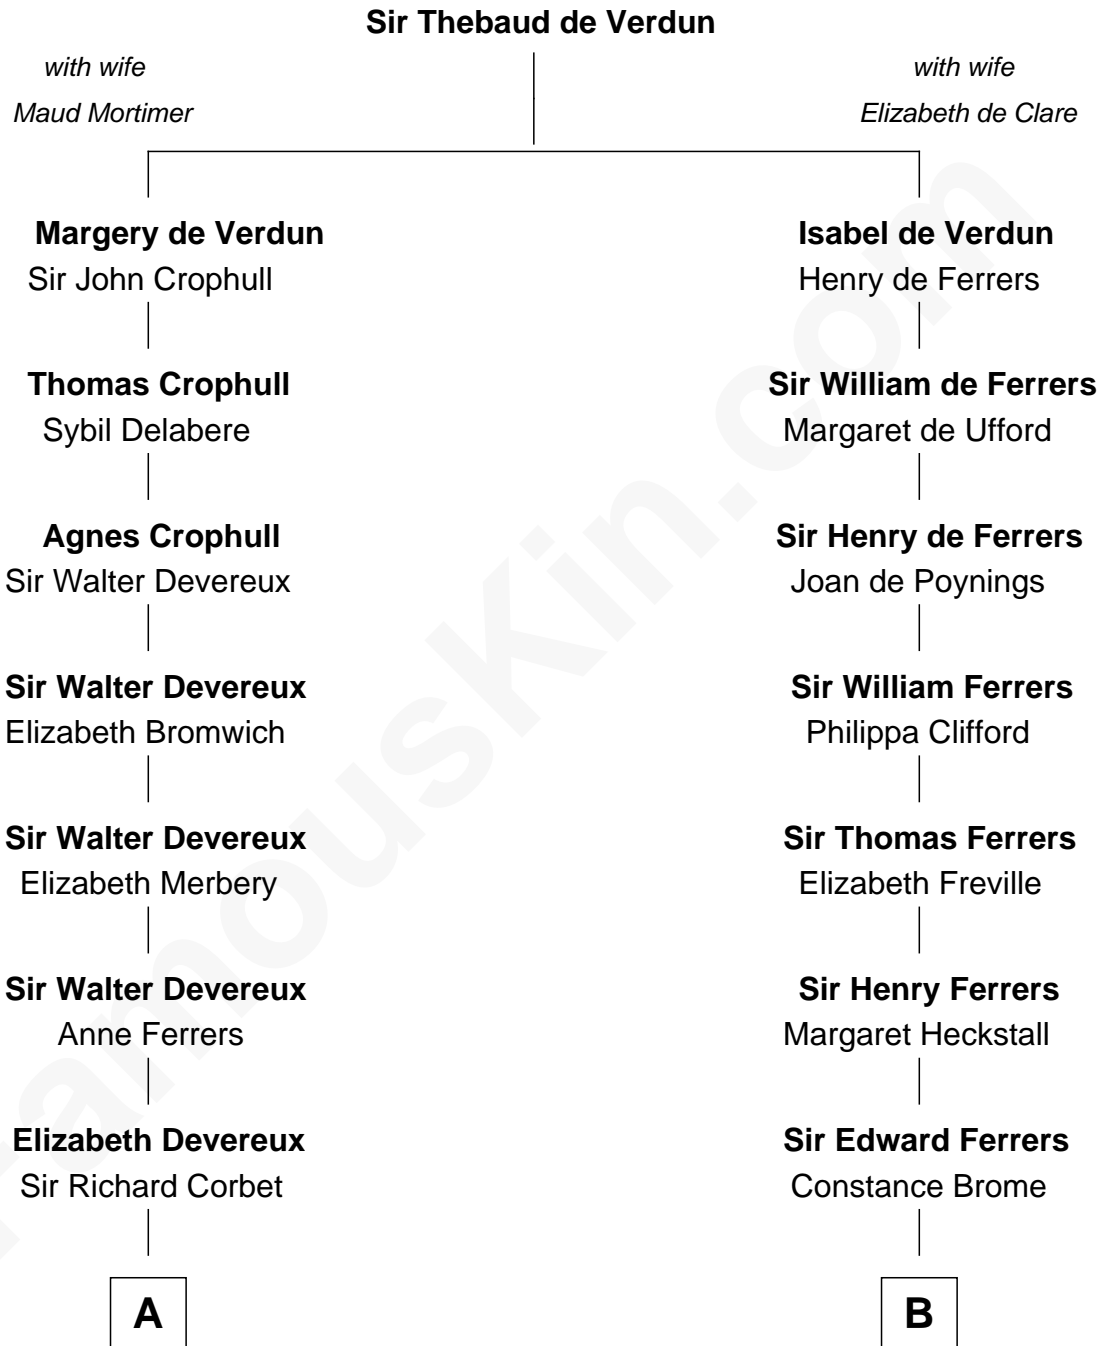 Sir Thebaud de Verdun
with wife
Maud Mortimer
with wife
Elizabeth de Clare
Margery de Verdun
Sir John Crophull
Isabel de Verdun
Henry de Ferrers
Thomas Crophull
Sybil Delabere
Sir William de Ferrers
Margaret de Ufford
Agnes Crophull
Sir Walter Devereux
Sir Henry de Ferrers
Joan de Poynings
Sir Walter Devereux
Elizabeth Bromwich
Sir William Ferrers
Philippa Clifford
Sir Walter Devereux
Elizabeth Merbery
Sir Thomas Ferrers
Elizabeth Freville
Sir Walter Devereux
Anne Ferrers
Sir Henry Ferrers
Margaret Heckstall
Elizabeth Devereux
Sir Richard Corbet
Sir Edward Ferrers
Constance Brome
A
B
FamousKin.com